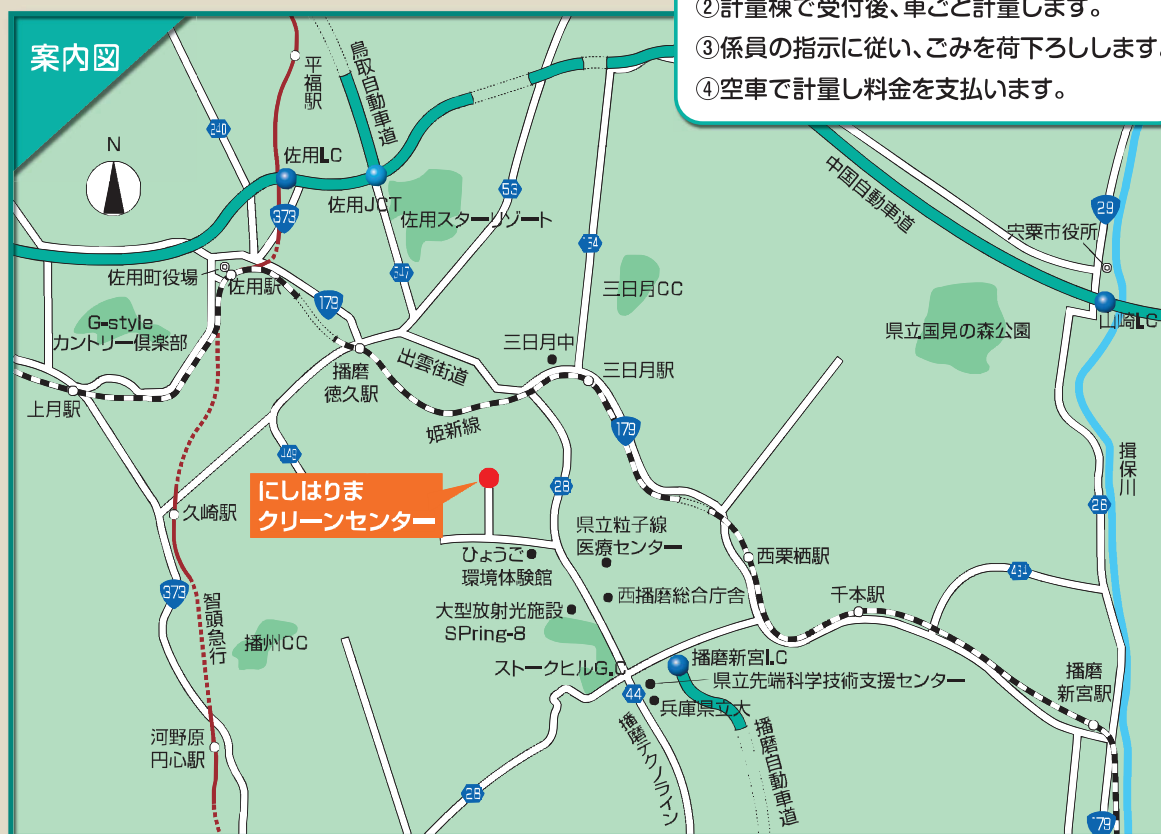 ②計量棟で受付後、車ごと計量します。
③係員の指示に従い、ごみを荷下ろしします。
④空車で計量し料金を支払います。
案内図
N
平福駅
鳥取自動車道
240
佐用I.C
佐用JCT
373
佐用スターリゾート
53
154
347
中国自動車道
29
宍粟市役所
山崎I.C
佐用町役場
佐用駅
179
G-style
カントリー倶楽部
三日月CC
県立国見の森公園
三日月中
三日月駅
出雲街道
播磨
徳久駅
上月駅
姫新線
179
揖保川
26
449
28
にしはりま
クリーンセンター
久崎駅
県立粒子線
医療センター
ひょうご
環境体験館
西栗栖駅
373
智頭急行
西播磨総合庁舎
千本駅
大型放射光施設
SPring-8
播州CC
ストークヒルG.C
播磨新宮I.C
県立先端科学技術支援センター
44
兵庫県立大
播磨
新宮駅
河野原
円心駅
播磨テクノライン
播磨自動車道
28
179